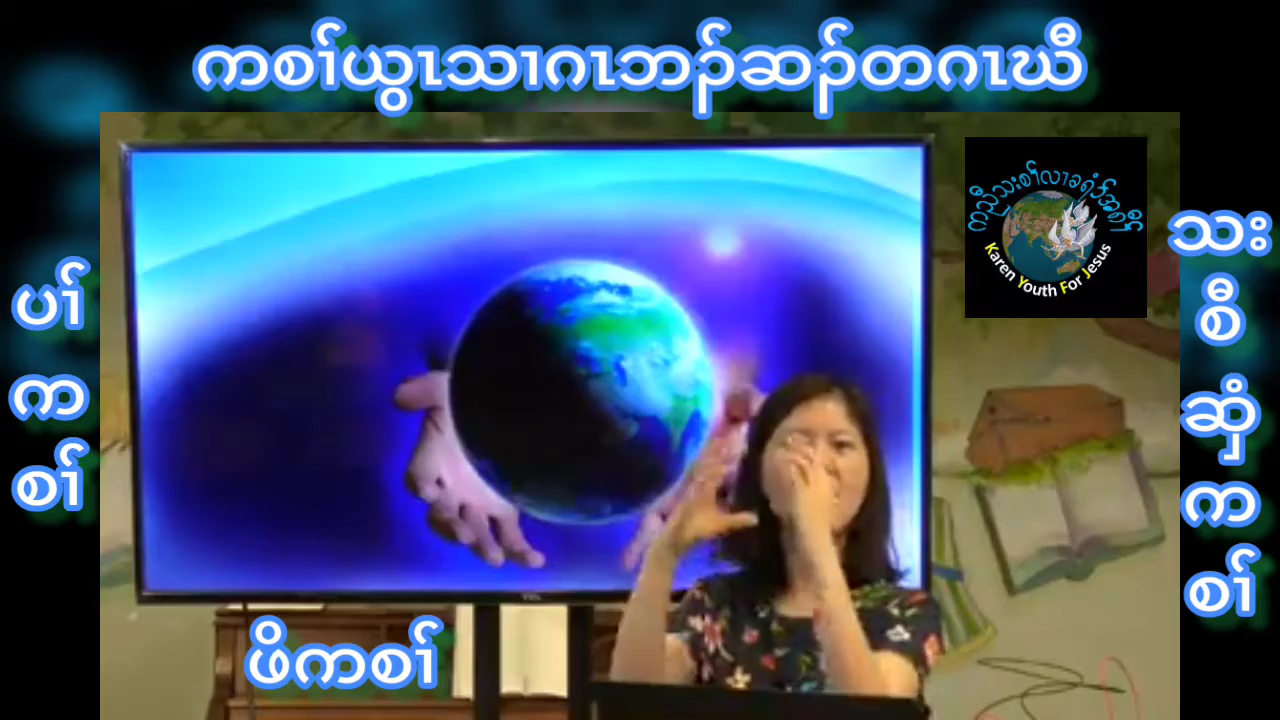 ကစၢ်ယွၤသၢဂၤဘၣ်ဆၣ်တဂၤဃီ
ပၢ်
က
စၢ်
သး
စီ
ဆှံ
က
စၢ်
ဖိကစၢ်
Karen Youth For Jesus